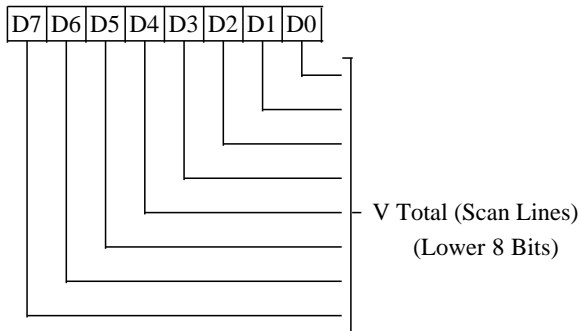 D7 D6 D5 D4 D3 D2 D1 D0
V Total (Scan Lines)
(Lower 8 Bits)